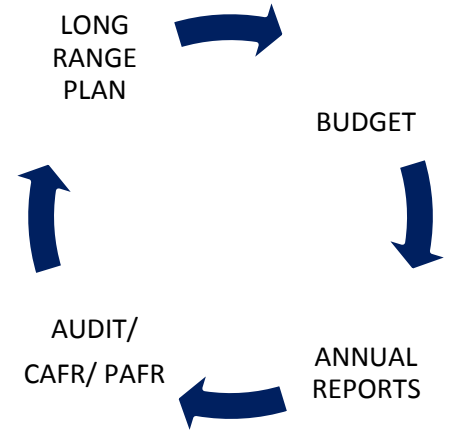 LONG
RANGE
PLAN
BUDGET
ANNUAL
REPORTS
AUDIT/
CAFR/ PAFR